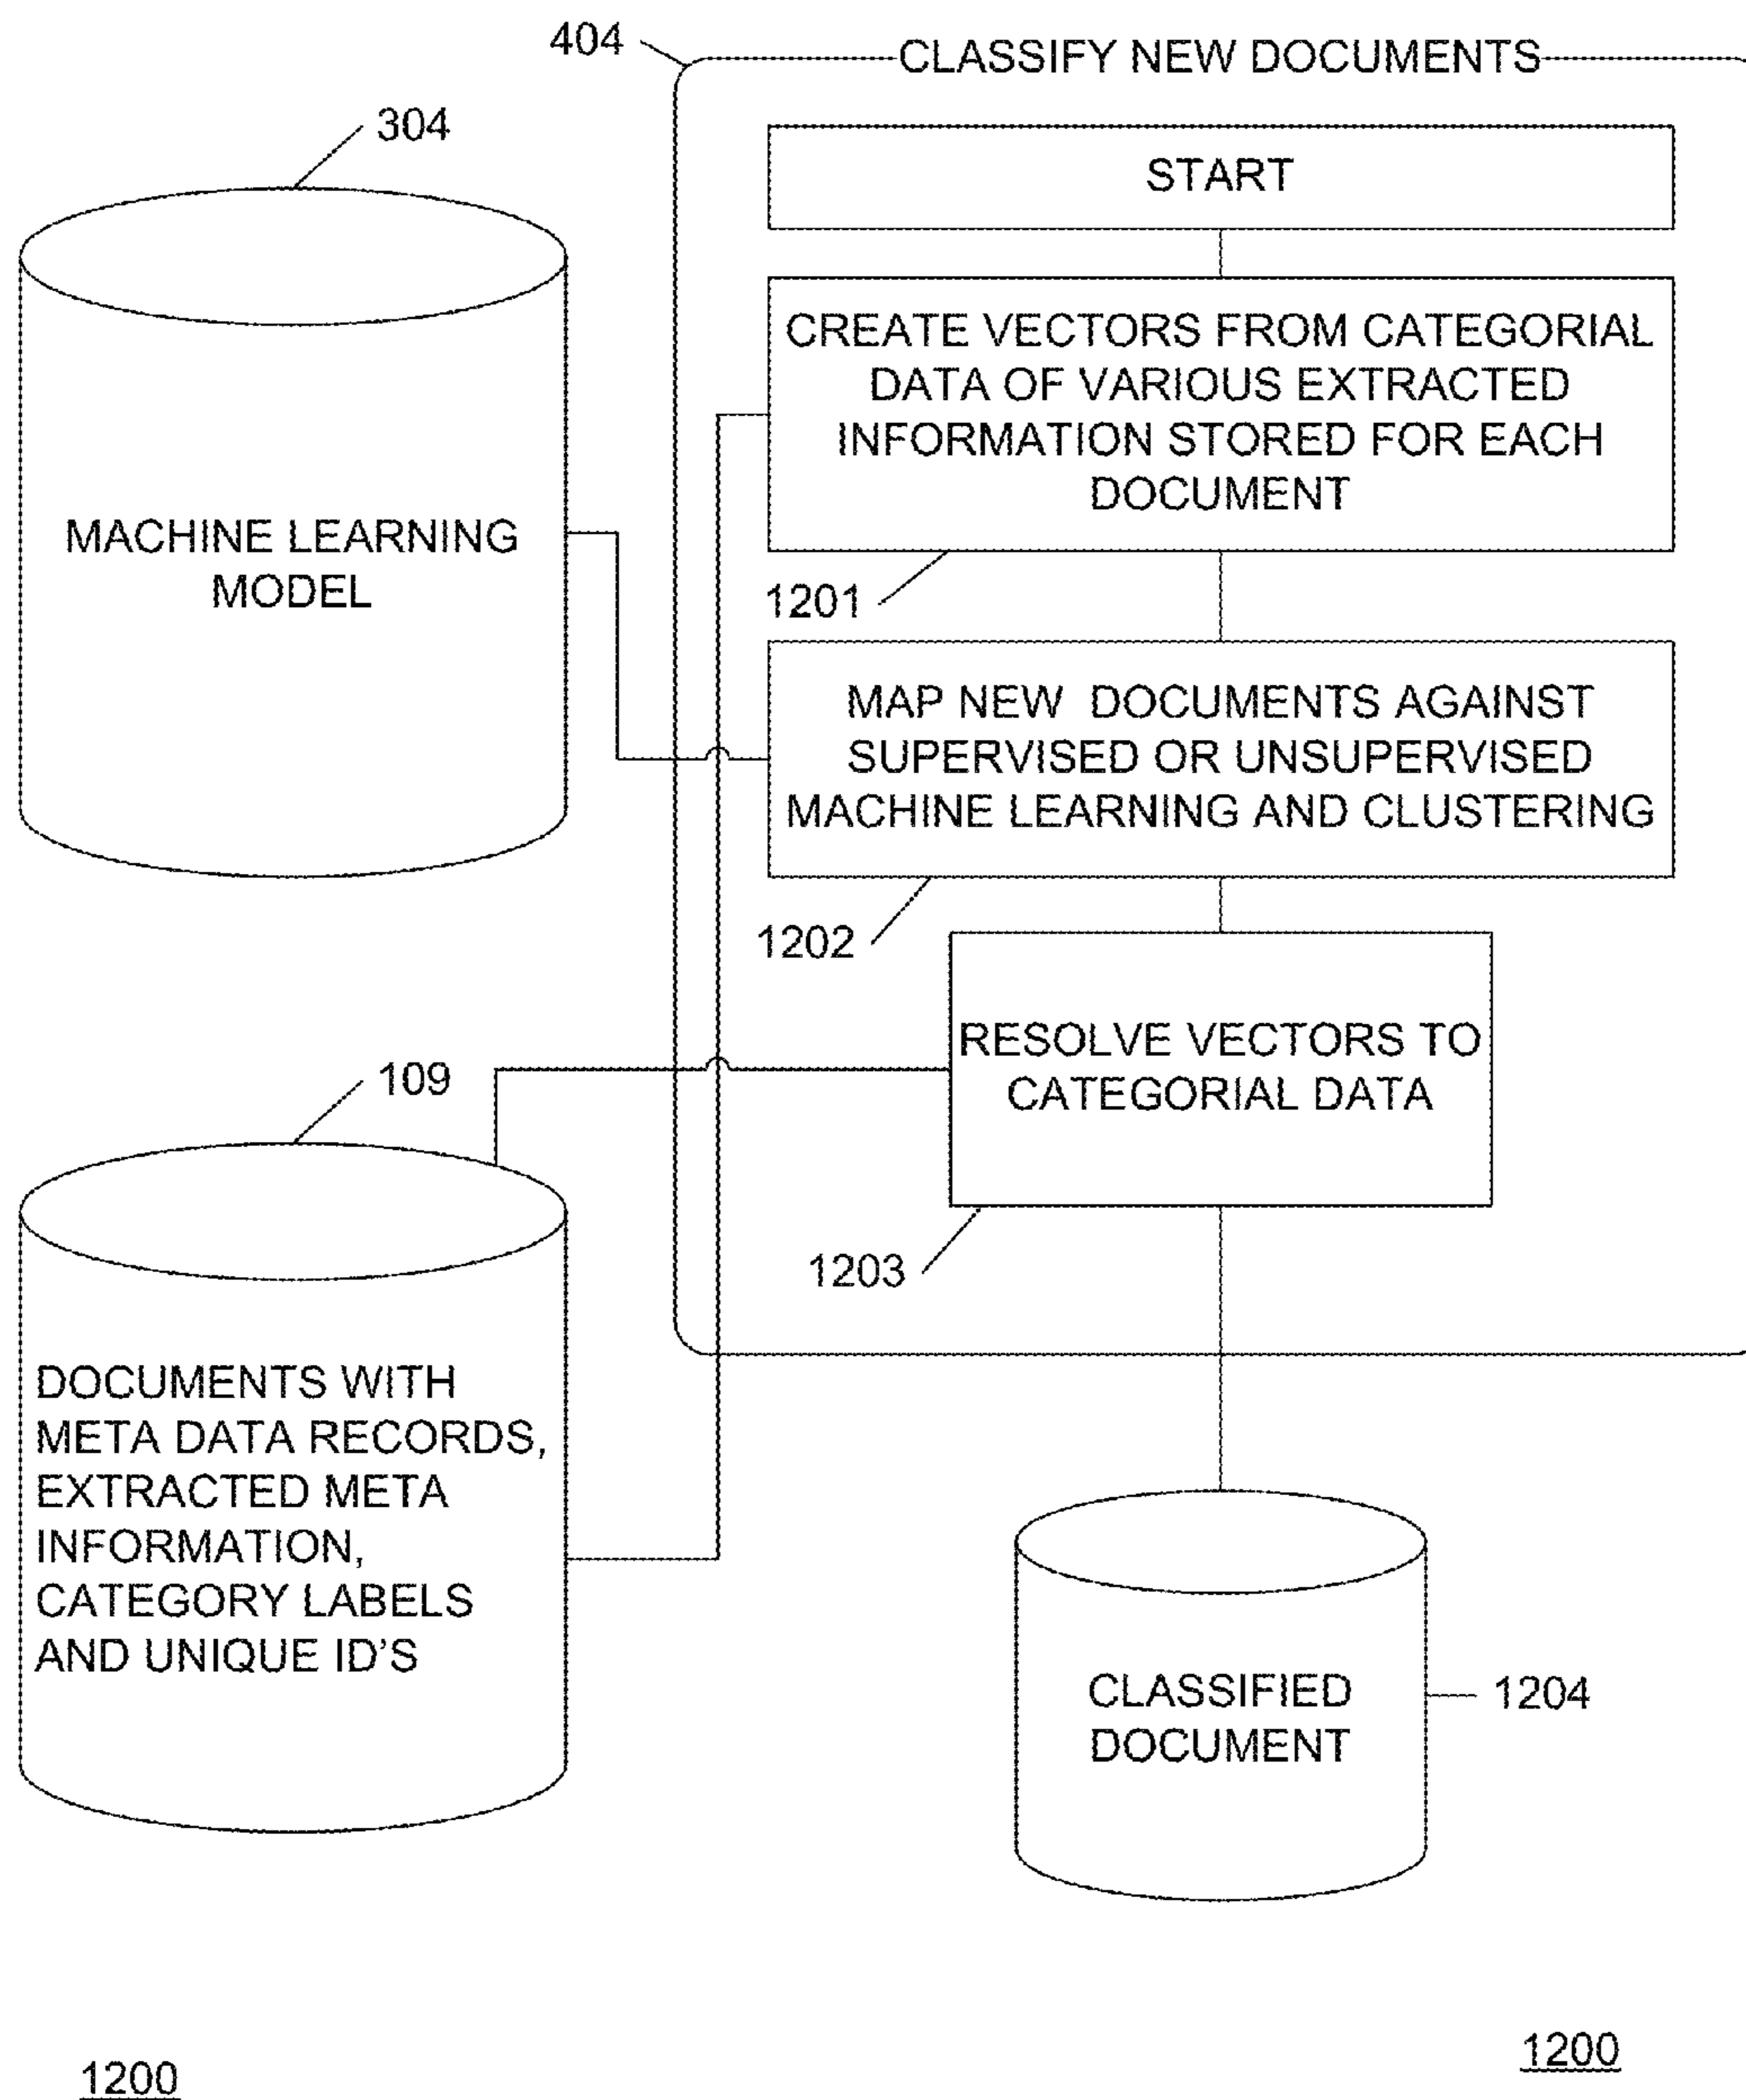 404
CLASSIFY NEW DOCUMENTS
304
START
MACHINE LEARNING
MODEL
CREATE VECTORS FROM CATEGORIAL
DATA OF VARIOUS EXTRACTED
INFORMATION STORED FOR EACH
DOCUMENT
1201
MAP NEW DOCUMENTS AGAINST
SUPERVISED OR UNSUPERVISED
MACHINE LEARNING AND CLUSTERING
1202
RESOLVE VECTORS TO
CATEGORIAL DATA
1203
109
DOCUMENTS WITH
META DATA RECORDS,
EXTRACTED META
INFORMATION,
CATEGORY LABELS
AND UNIQUE ID'S
CLASSIFIED
DOCUMENT
1204
1200
1200